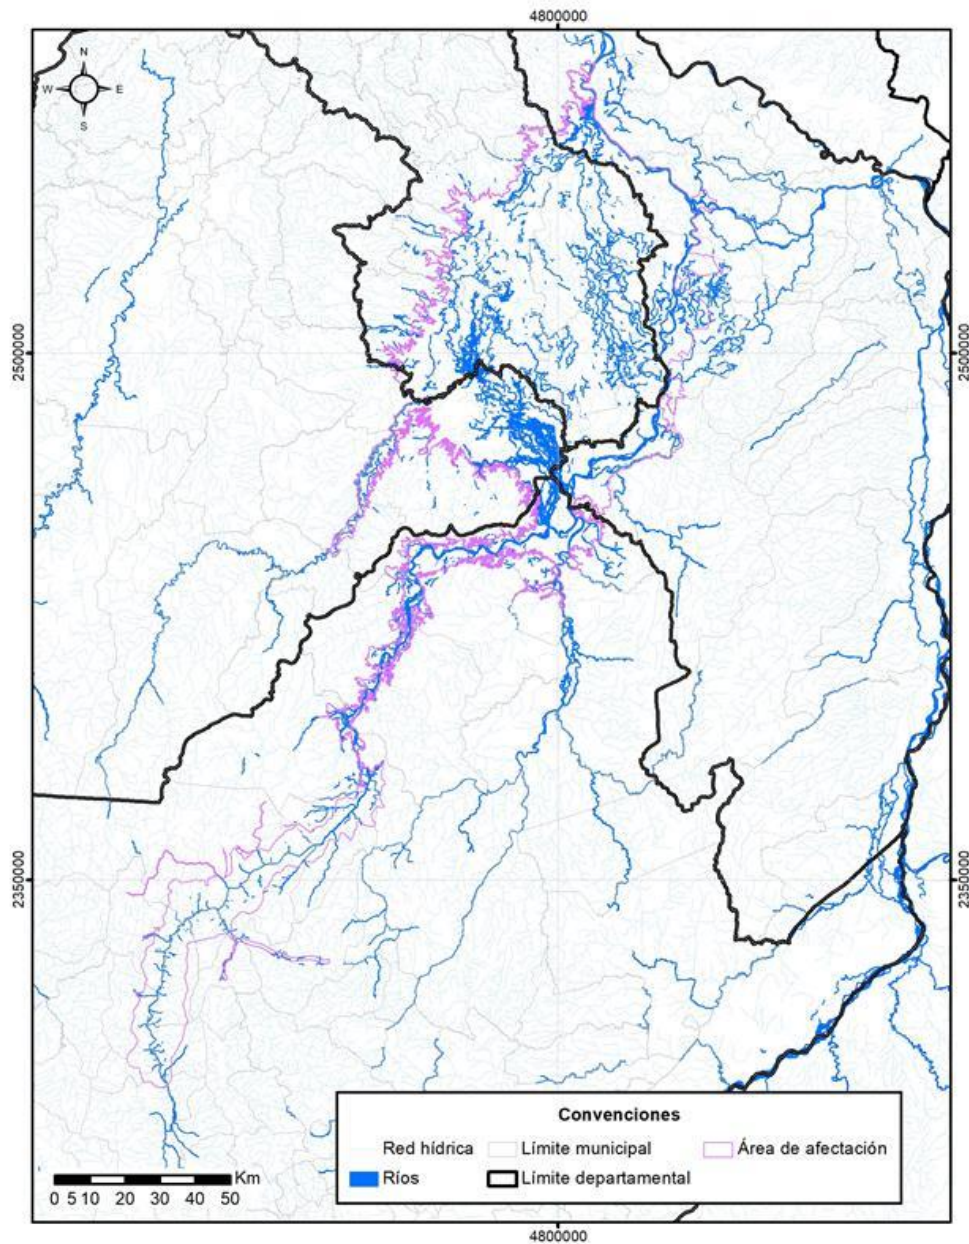 4800000
N
W E
S
2500000 2500000
2350000 2350000
Convenciones
Red hídrica Límite municipal Área de afectación
Ríos Límite departamental
Km
0 5 10 20 30 40 50
4800000